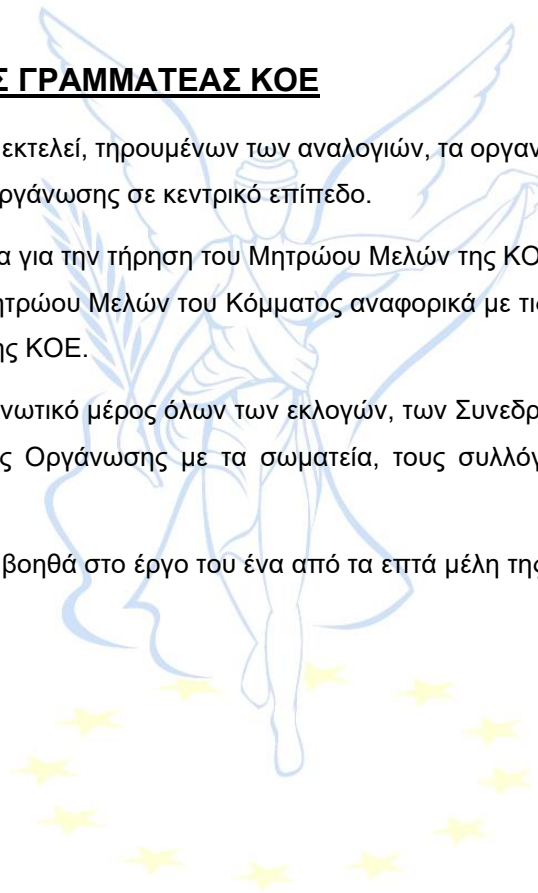 Σ ΓΡΑΜΜΑΤΕΑΣ ΚΟΕ
εκτελεί, τηρουμένων των αναλογιών, τα οργαν
ργάνωσης σε κεντρικό επίπεδο.
α για την τήρηση του Μητρώου Μελών της ΚΟ
ητρώου Μελών του Κόμματος αναφορικά με τις
ης ΚΟΕ.
νωτικό μέρος όλων των εκλογών, των Συνεδρ
ς Οργάνωσης με τα σωματεία, τους συλλόγ
βοηθά στο έργο του ένα από τα επτά μέλη της